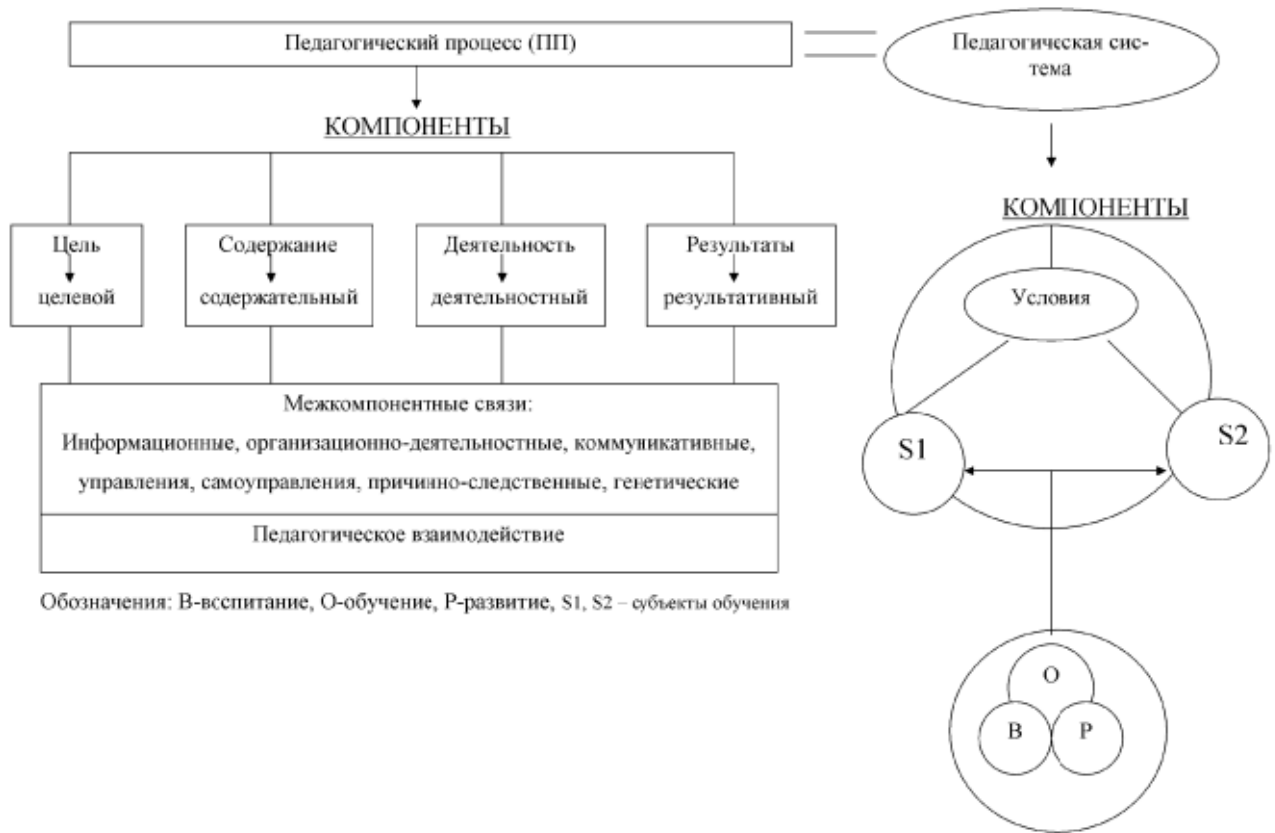 Педагогический процесс (ПП)
Педагогическая сис-
тема
КОМПОНЕНТЫ
Цель
целевой
Содержание
содержательный
Деятельность
деятельностный
Результаты
результативный
Межкомпонентные связи:
Информационные, организационно-деятельностные, коммуникативные,
управления, самоуправления, причинно-следственные, генетические
Педагогическое взаимодействие
Обозначения: В-воспитание, О-обучение, Р-развитие, S1, S2 – субъекты обучения
КОМПОНЕНТЫ
Условия
S1
S2
О
В
Р